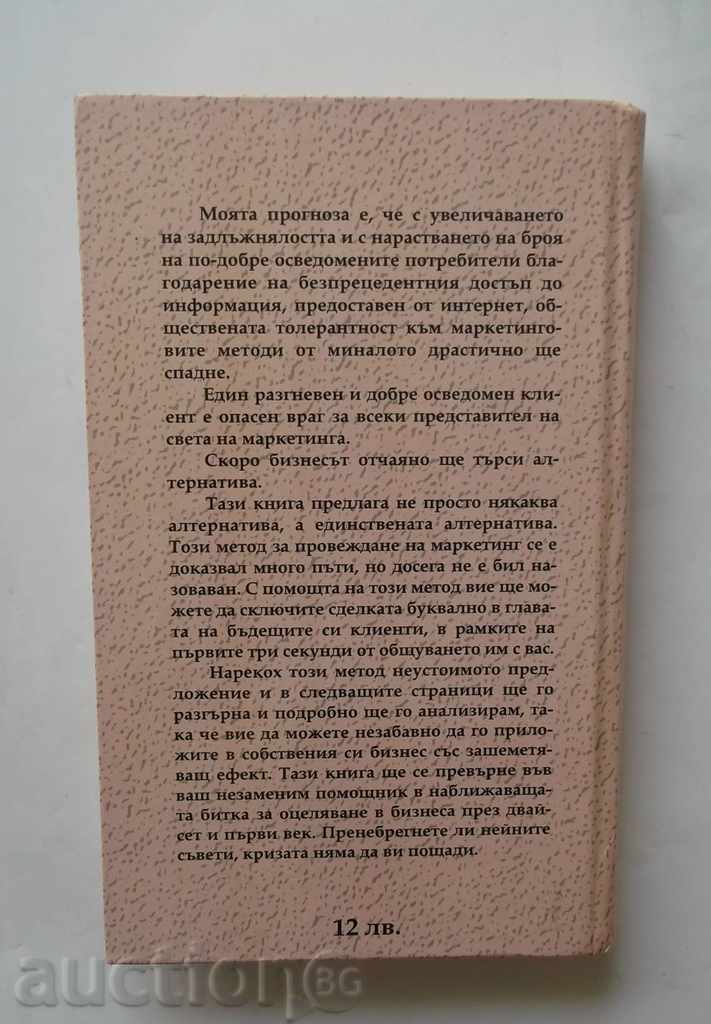 Моята прогноза е, че с увеличаването
на задлъжнялостта и с нарастването на броя
на по-добре осведомените потребители бла-
годарение на безпрецедентния достъп до
информация, предоставен от интернет, об-
ществената толерантност към маркетинго-
вите методи от миналото драстично ще
спадне.
Един разгневен и добре осведомен кли-
ент е опасен враг за всеки представител на
света на маркетинга.
Скоро бизнесът отчаяно ще търси ал-
тернатива.
Тази книга предлага не просто някаква
алтернатива, а единствената алтернатива.
Този метод за провеждане на маркетинг се е
доказвал много пъти, но досега не е бил на-
зоваван. С помощта на този метод вие ще мо-
жете да сключите сделката буквално в глава-
та на бъдещите си клиенти, в рамките на
първите три секунди от общуването им с вас.
Нарекох този метод неустоимото пред-
ложение и в следващите страници ще го
разгърна и подробно ще го анализирам, та-
ка че вие да можете незабавно да го прило-
жите в собствения си бизнес със зашеметя-
ващ ефект. Тази книга ще се превърне във
ваш незаменим помощник в наближаваща-
та битка за оцеляване в бизнеса през двай-
сет и първи век. Пренебрегнете ли нейните
съвети, кризата няма да ви пощади.
12 лв.
auctionBG